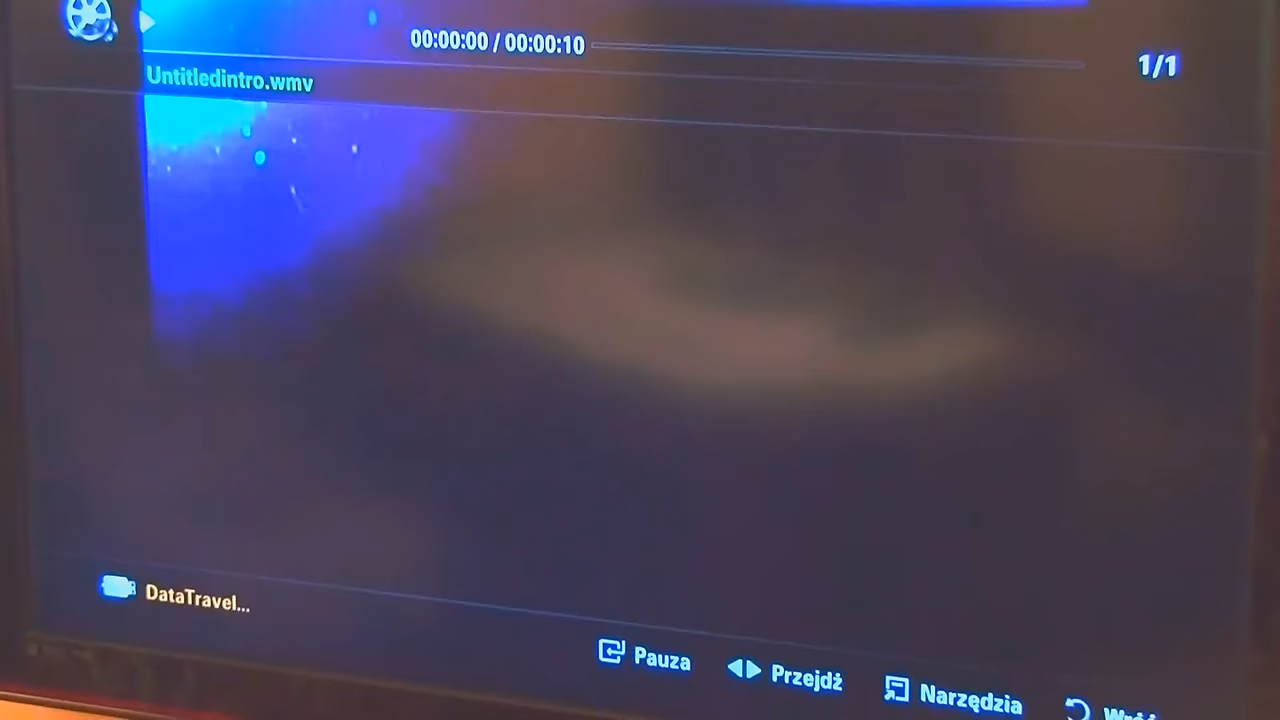 00:00:00 / 00:00:10
1/1
Untitledintro.wmv
DataTravel...
Pauza
Przejdź
Narzędzia